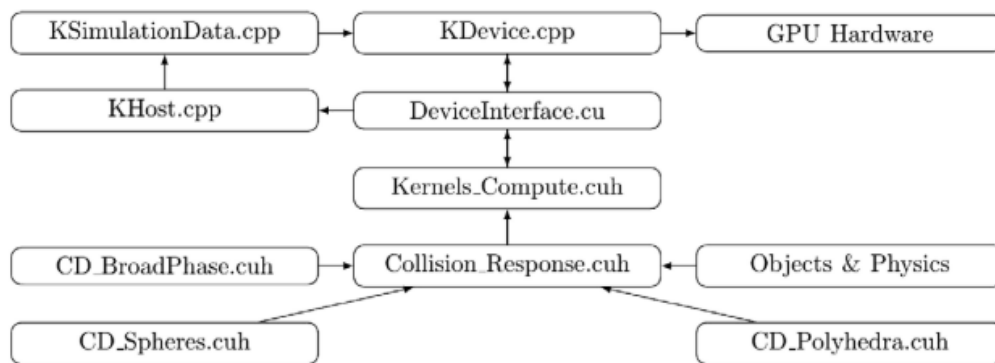 KSimulationData.cpp
KDevice.cpp
GPU Hardware
KHost.cpp
DeviceInterface.cu
Kernels_Compute.cuh
CD_BroadPhase.cuh
Collision_Response.cuh
Objects & Physics
CD_Spheres.cuh
CD_Polyhedra.cuh